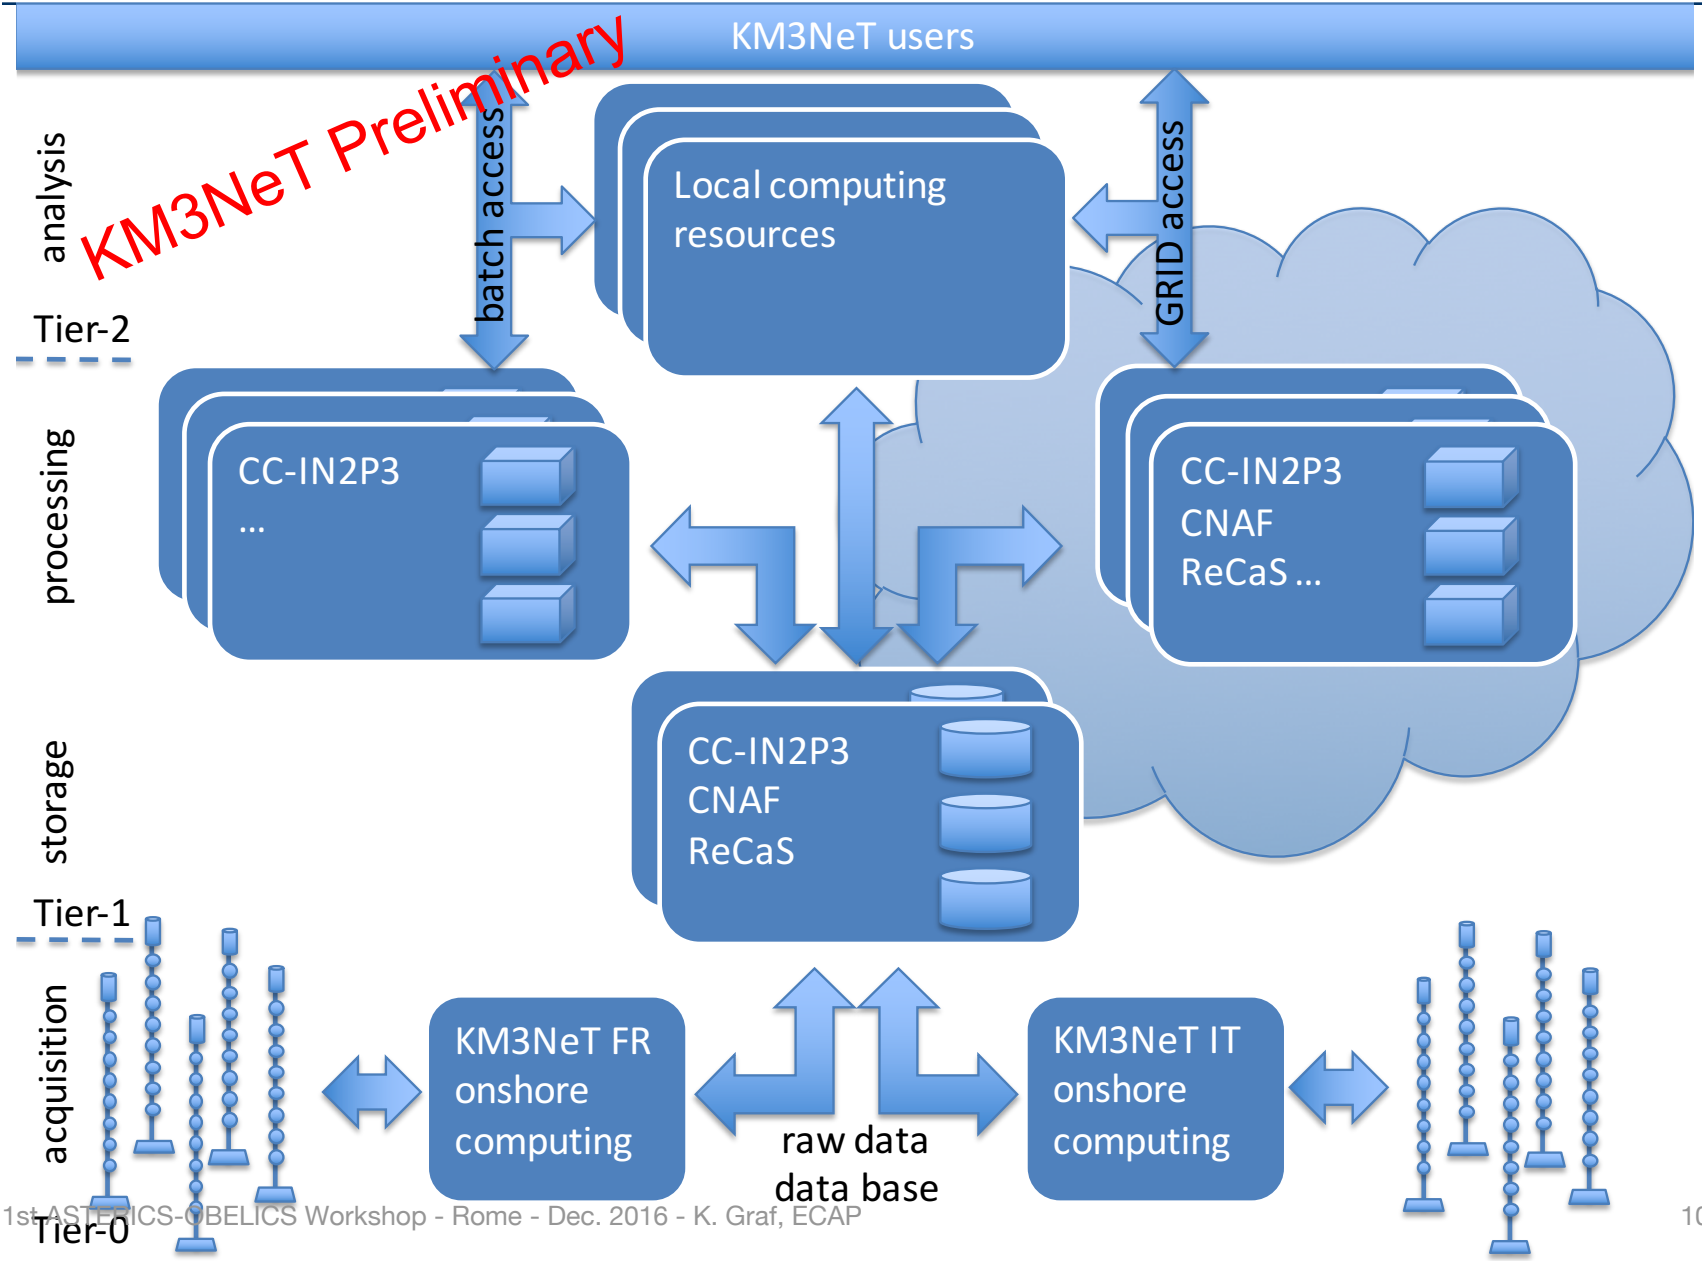 KM3NeT users
KM3NeT Preliminary
analysis
batch access
Local computing
resources
GRID access
Tier-2
processing
CC-IN2P3
...
CC-IN2P3
CNAF
ReCaS ...
storage
CC-IN2P3
CNAF
ReCaS
Tier-1
acquisition
KM3NeT FR
onshore
computing
raw data
data base
KM3NeT IT
onshore
computing
1st ASTERICS-OBELICS Workshop - Rome - Dec. 2016 - K. Graf, ECAP
10
Tier-0